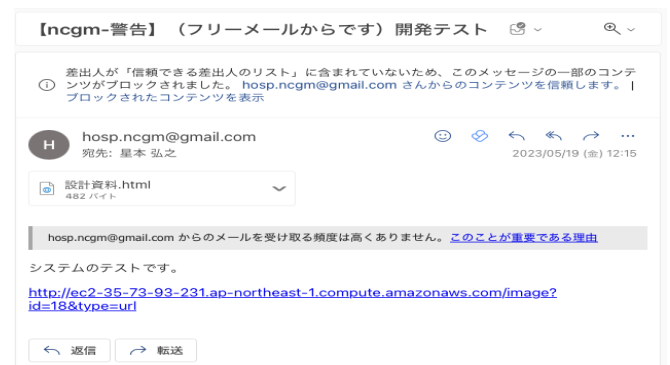 【ncgm-警告】 （フリーメールからです）開発テスト
差出人が「信頼できる差出人のリスト」に含まれていないため、このメッセージの一部のコンテ
ンツがブロックされました。 hosp.ncgm@gmail.com さんからのコンテンツを信頼します。 |
ブロックされたコンテンツを表示
H
hosp.ncgm@gmail.com
宛先: 星本 弘之
2023/05/19 (金) 12:15
設計資料.html
482 バイト
hosp.ncgm@gmail.com からのメールを受け取る頻度は高くありません。このことが重要である理由
システムのテストです。
http://ec2-35-73-93-231.ap-northeast-1.compute.amazonaws.com/image?
id=18&type=url
返信
転送